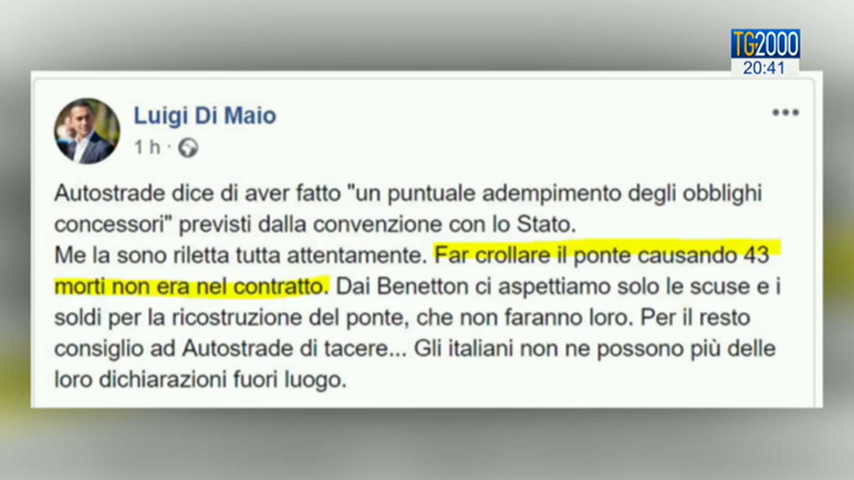 TG2000
20:41
Luigi Di Maio
1 h ·
Autostrade dice di aver fatto "un puntuale adempimento degli obblighi
concessori" previsti dalla convenzione con lo Stato.
Me la sono riletta tutta attentamente. Far crollare il ponte causando 43
morti non era nel contratto. Dai Benetton ci aspettiamo solo le scuse e i
soldi per la ricostruzione del ponte, che non faranno loro. Per il resto
consiglio ad Autostrade di tacere... Gli italiani non ne possono più delle
loro dichiarazioni fuori luogo.